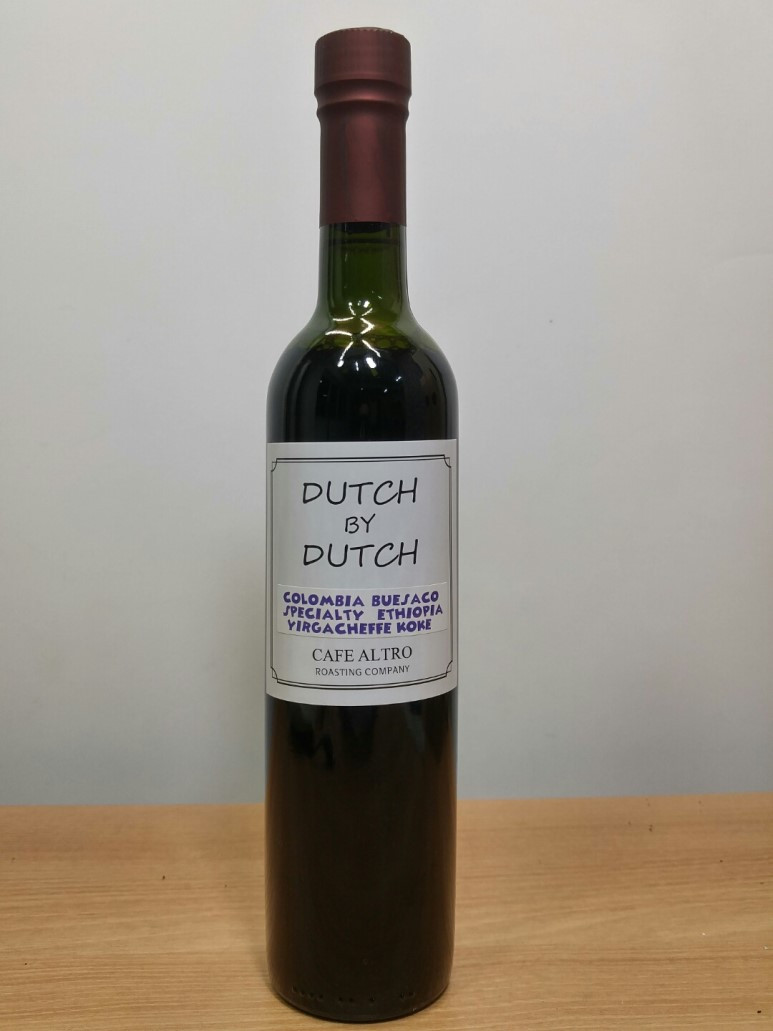 DUTCH
BY
DUTCH
COLOMBIA BUESACO
SPECIALTY ETHIOPIA
YIRGACHEFFE KOKE
CAFE ALTRO
ROASTING COMPANY